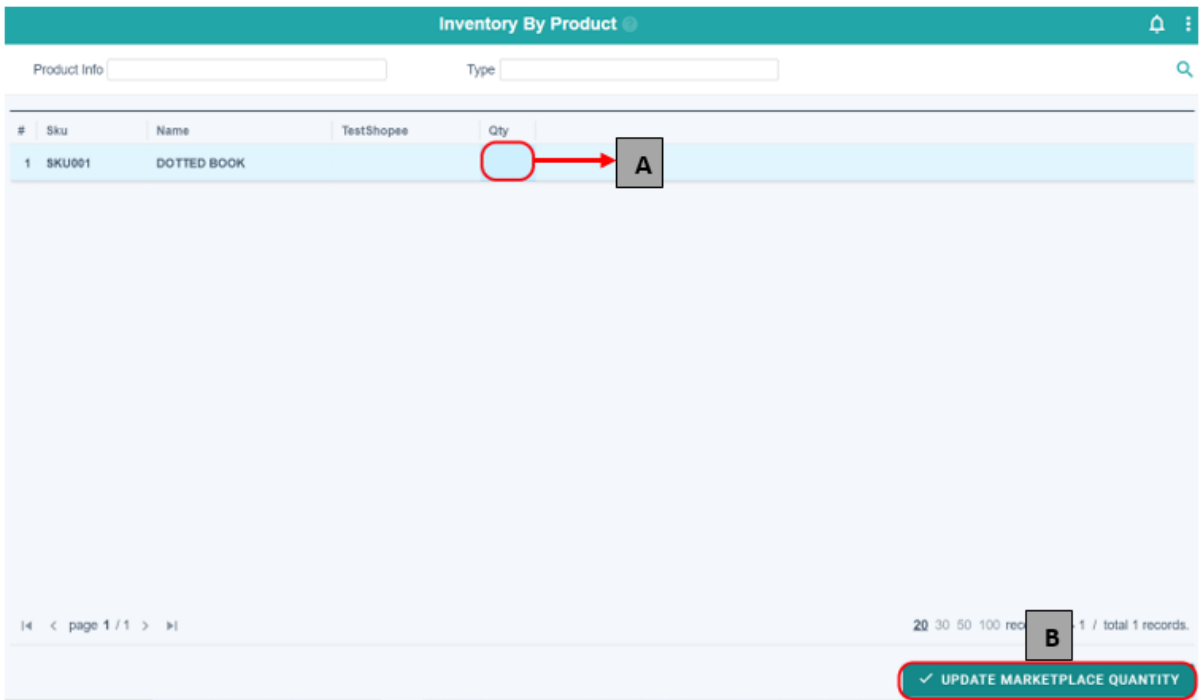 Inventory By Product
Product Info Type
# Sku Name TestShopee Qty
1 SKU001 DOTTED BOOK
A
page 1 / 1
20 30 50 100 1 / total 1 records.
B
UPDATE MARKETPLACE QUANTITY